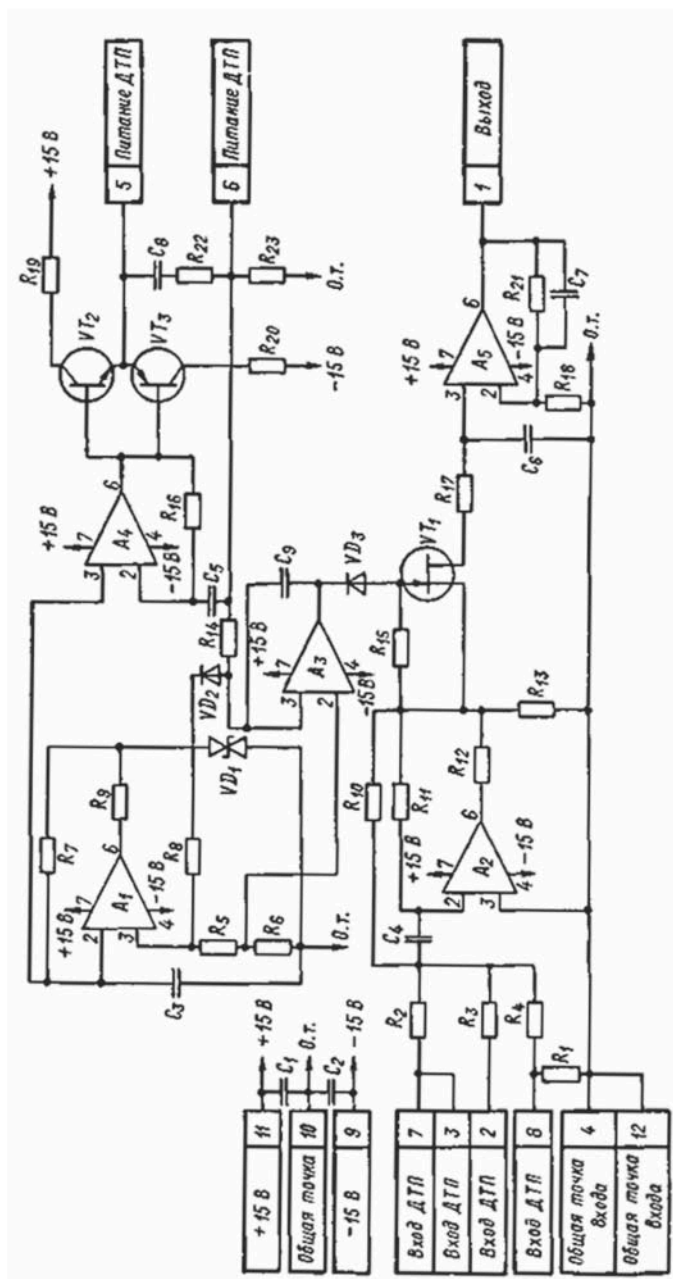 +15 В 11
Общая точка 10
-15 В 9
+15 В
C1
О.т.
C2
-15 В
Вход ДТП 7
Вход ДТП 3
Вход ДТП 2
Вход ДТП 8
Общая точка входа 4
Общая точка входа 12
R1
R2
R3
R4
C3
R7
+15 В 7
2
A1
6
3
4 -15 В
R9
R5
R6
R8
О.т.
VD1
VD2
R14
C5
3
+15 В 7
A4
6
2
-15 В 4
R16
VT2
VT3
R19
+15 В
R20
-15 В
C8
R22
R23
О.т.
5 Питание ДТП
6 Питание ДТП
C9
+15 В 7
3
A3
2
-15 В 4
VD3
VT1
R15
R10
R11
C4
+15 В 7
2
A2
6
3
4 -15 В
R12
R13
R17
C6
+15 В 7
3
A5
6
2
4 -15 В
R18
R21
C7
О.т.
1 Выход